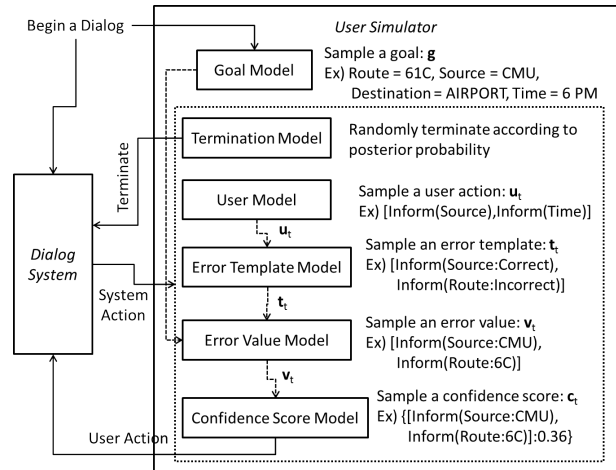 Begin a Dialog
User Simulator
Goal Model
Sample a goal: g
Ex) Route = 61C, Source = CMU,
Destination = AIRPORT, Time = 6 PM
Termination Model
Randomly terminate according to
posterior probability
Terminate
User Model
Sample a user action: ut
Ex) [Inform(Source),Inform(Time)]
ut
Dialog
System
System
Action
Error Template Model
Sample an error template: tt
Ex) [Inform(Source:Correct),
Inform(Route:Incorrect)]
tt
Error Value Model
Sample an error value: vt
Ex) [Inform(Source:CMU),
Inform(Route:6C)]
vt
Confidence Score Model
Sample a confidence score: ct
Ex) {[Inform(Source:CMU),
Inform(Route:6C)]:0.36}
User Action